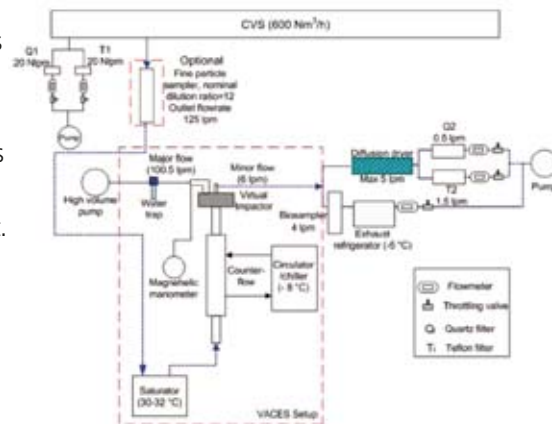 CVS (600 Nm³/h)
Q1
20 Nlpm
T1
20 Nlpm
Pump
Optional
Fine particle
sampler, nominal
dilution ratio=12
Outlet flowrate
125 lpm
Major flow
(100.5 lpm)
Minor flow
(6 lpm)
High volume
pump
Water
trap
Virtual
Impactor
Magnehelic
manometer
Counter-
flow
Circulator
/chiller
(- 8 °C)
Saturator
(30-32 °C)
VACES Setup
Diffusion dryer
Max 5 lpm
Q2
0.5 lpm
T2
1.5 lpm
Pump
Biosampler
4 lpm
Exhaust
refrigerator (-5 °C)
Flowmeter
Throttling valve
Qi Quartz filter
Ti Teflon filter